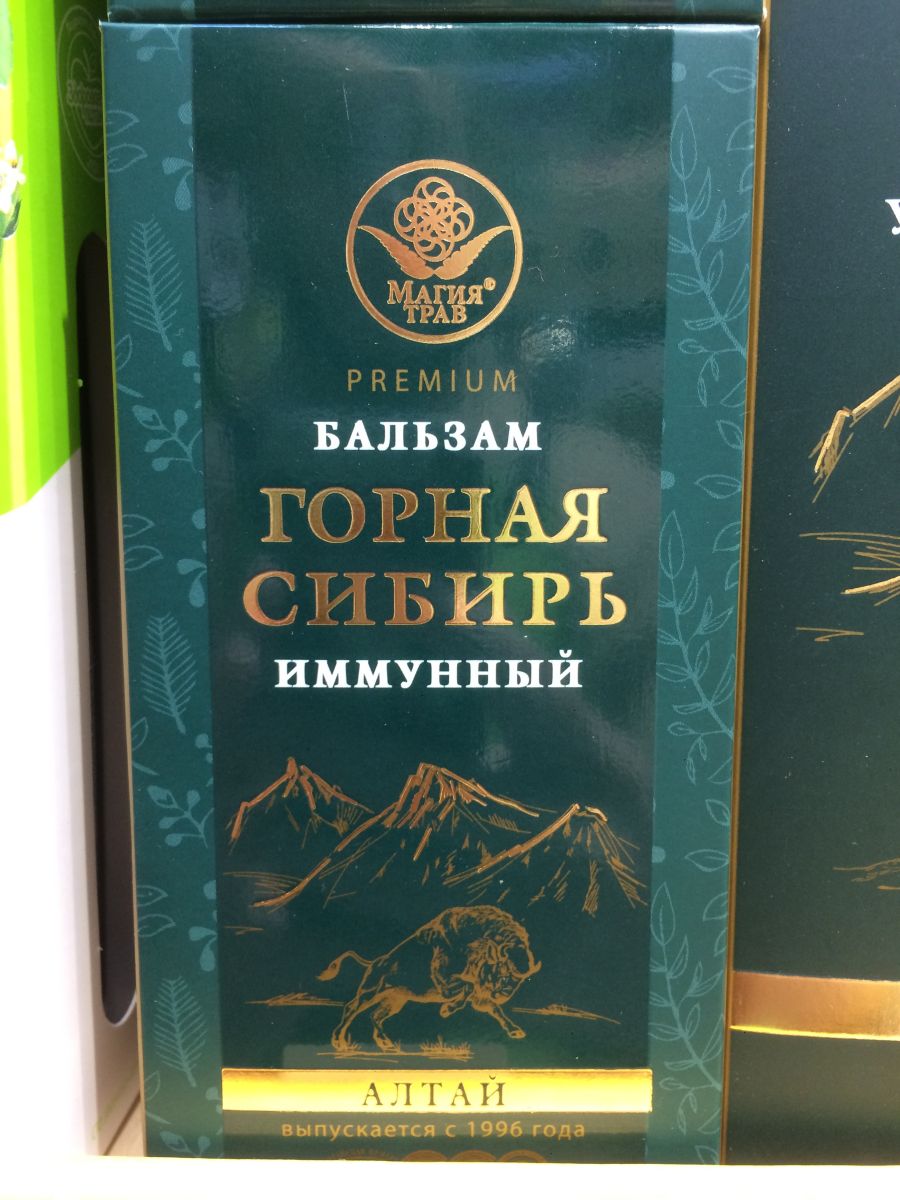 МАГИЯ®
ТРАВ
PREMIUM
БАЛЬЗАМ
ГОРНАЯ
СИБИРЬ
ИММУННЫЙ
АЛТАЙ
выпускается с 1996 года